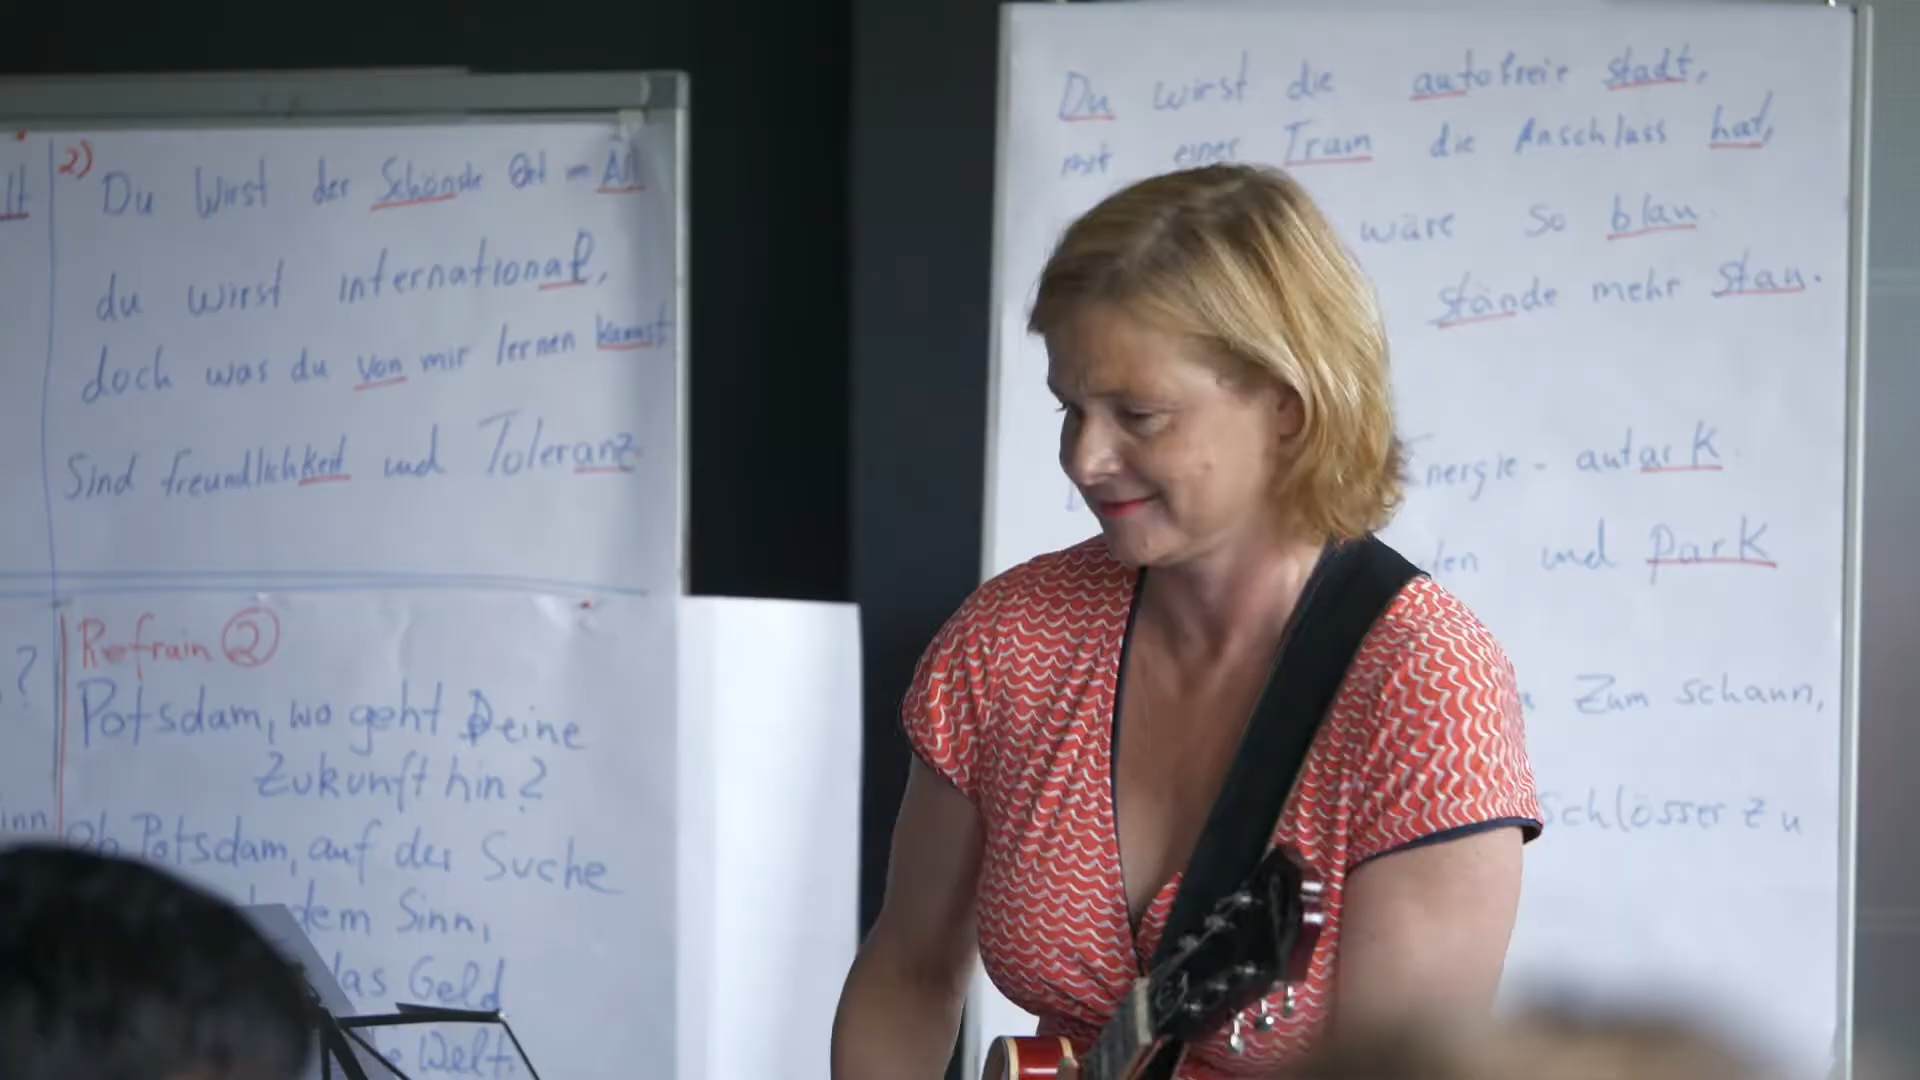 lt
2) Du wirst der Schönste Ort im All
du wirst international,
doch was du von mir lernen kannst
Sind freundlichkeit und Toleranz.
?
inn
Refrain ②
Potsdam, wo geht Deine
Zukunft hin?
Ob Potsdam, auf der Suche
dem Sinn,
das Geld
e Welt.
Du wirst die autofreie stadt,
mit einer Tram die Anschluss hat,
wäre so blau.
stände mehr Stau.
Energie - autark
und park
zum schaun,
Schlösser zu